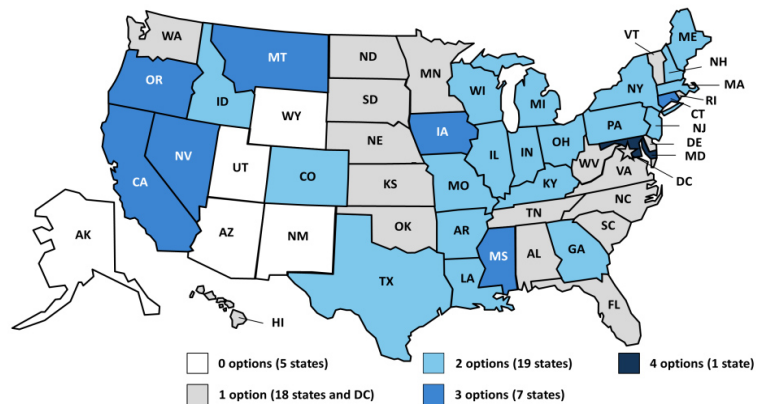 WA
MT
ND
MN
VT
ME
OR
ID
WY
SD
WI
MI
NY
NH
MA
RI
CT
NJ
NV
UT
CO
NE
IA
IL
IN
OH
PA
DE
MD
DC
CA
KS
MO
KY
WV
VA
AK
AZ
NM
OK
AR
TN
NC
SC
TX
LA
MS
AL
GA
FL
HI
0 options (5 states)
2 options (19 states)
4 options (1 state)
1 option (18 states and DC)
3 options (7 states)